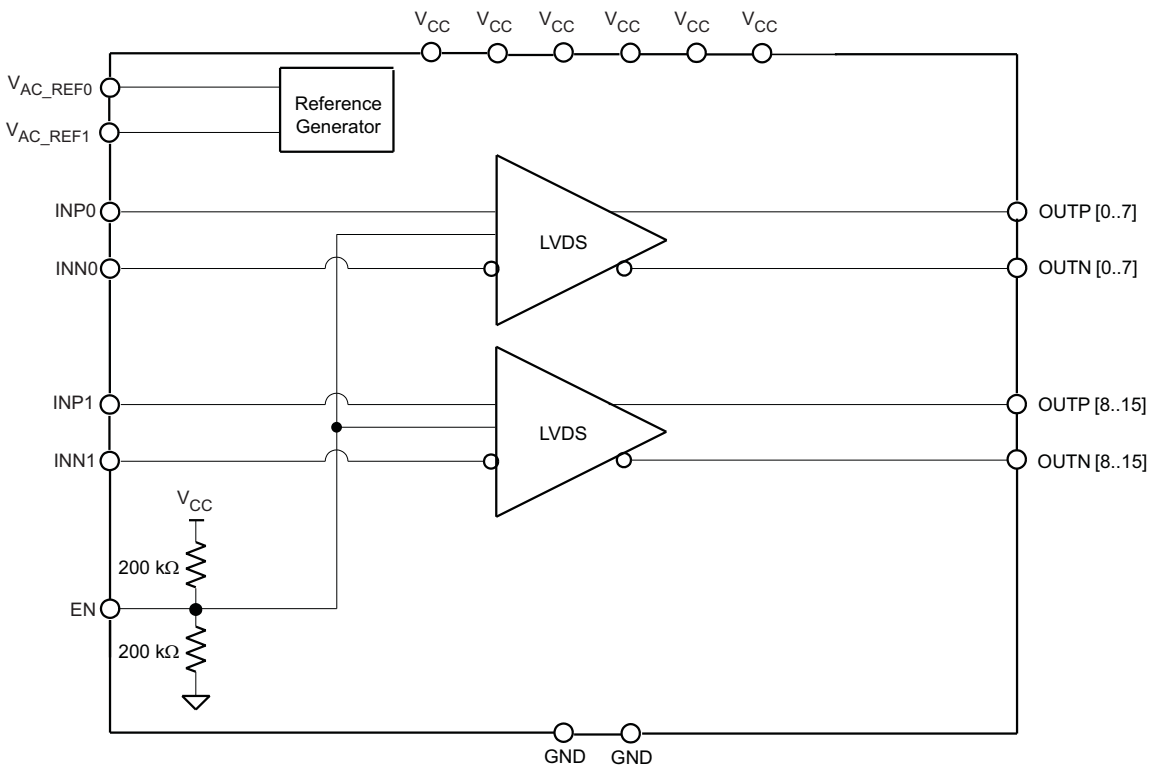 VCC VCC VCC VCC VCC VCC
VAC_REF0
VAC_REF1
Reference
Generator
INP0
INN0
LVDS
OUTP [0..7]
OUTN [0..7]
INP1
INN1
LVDS
OUTP [8..15]
OUTN [8..15]
VCC
200 kΩ
EN
200 kΩ
GND GND